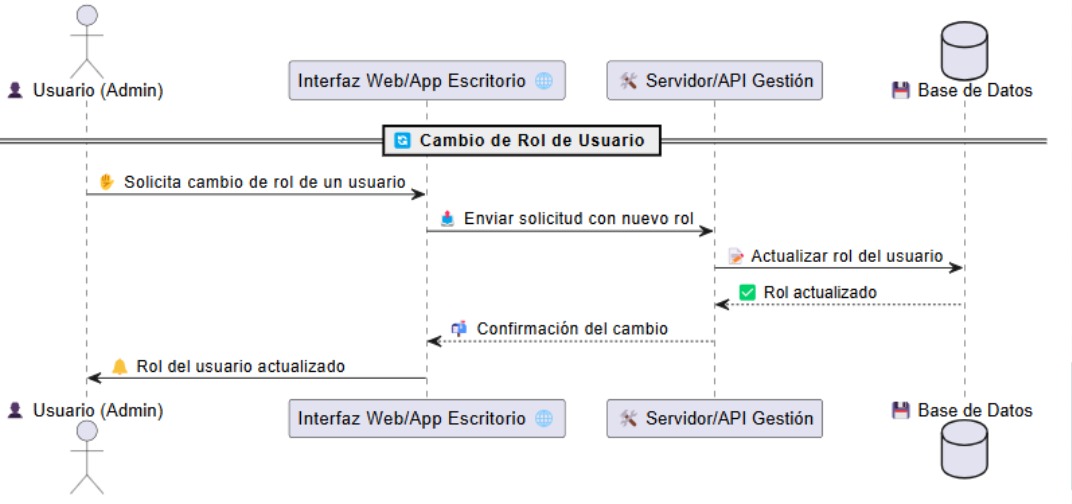 Usuario (Admin)
Interfaz Web/App Escritorio
Servidor/API Gestión
Base de Datos
Cambio de Rol de Usuario
Solicita cambio de rol de un usuario
Enviar solicitud con nuevo rol
Actualizar rol del usuario
Rol actualizado
Confirmación del cambio
Rol del usuario actualizado
Usuario (Admin)
Interfaz Web/App Escritorio
Servidor/API Gestión
Base de Datos